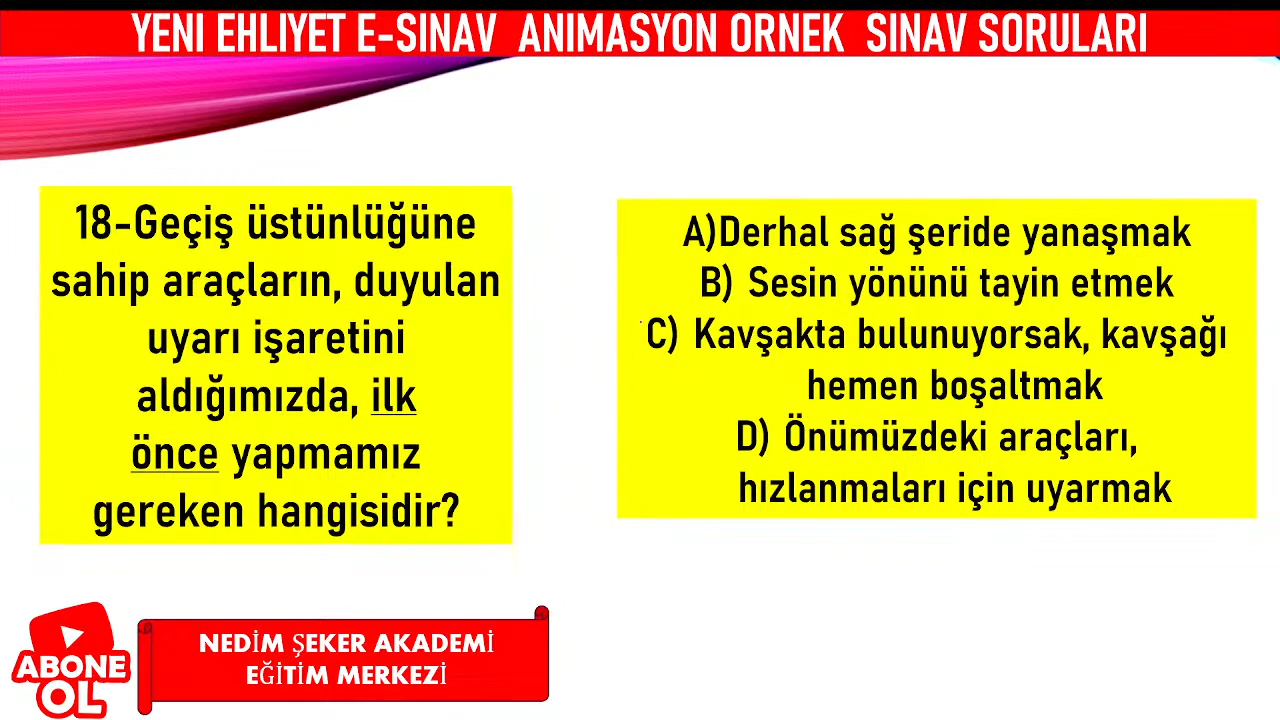 YENI EHLIYET E-SINAV ANIMASYON ORNEK SINAV SORULARI
18-Geçiş üstünlüğüne
sahip araçların, duyulan
uyarı işaretini
aldığımızda, ilk
önce yapmamız
gereken hangisidir?
A)Derhal sağ şeride yanaşmak
B) Sesin yönünü tayin etmek
C) Kavşakta bulunuyorsak, kavşağı
hemen boşaltmak
D) Önümüzdeki araçları,
hızlanmaları için uyarmak
ABONE
OL
NEDİM ŞEKER AKADEMİ
EĞİTİM MERKEZİ